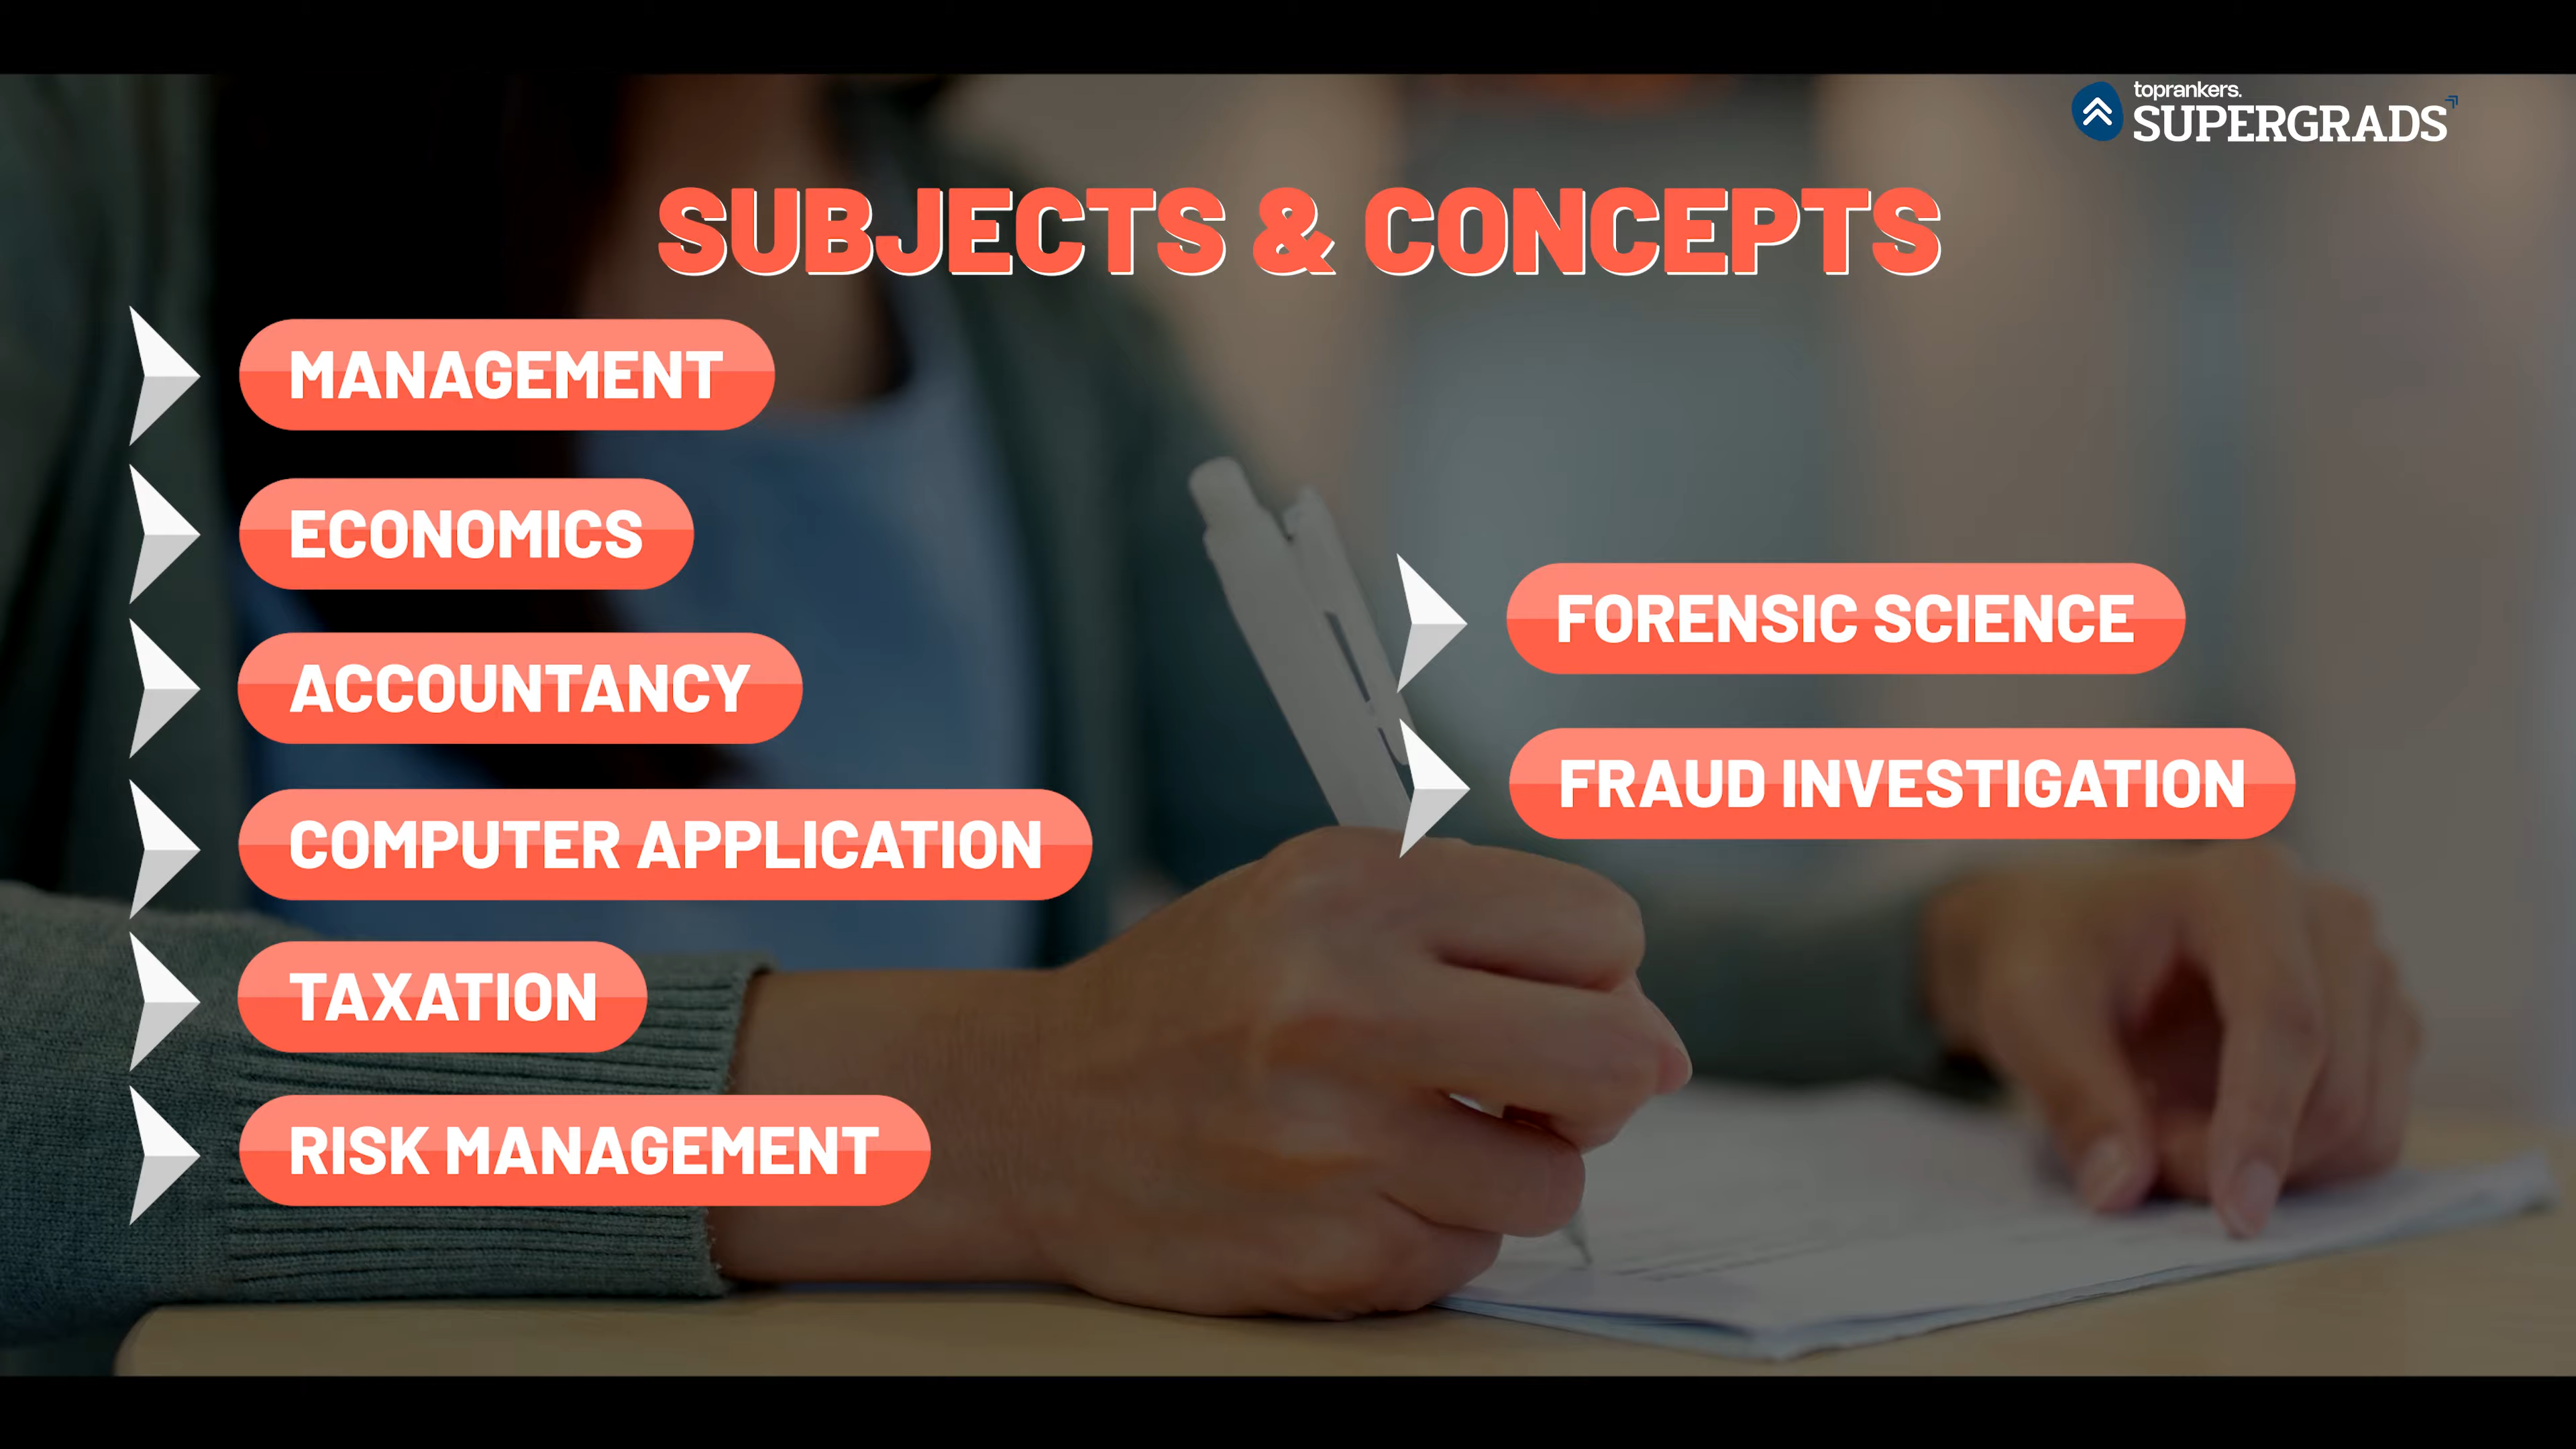 toprankers.
SUPERGRADS
SUBJECTS & CONCEPTS
MANAGEMENT
ECONOMICS
ACCOUNTANCY
COMPUTER APPLICATION
TAXATION
RISK MANAGEMENT
FORENSIC SCIENCE
FRAUD INVESTIGATION